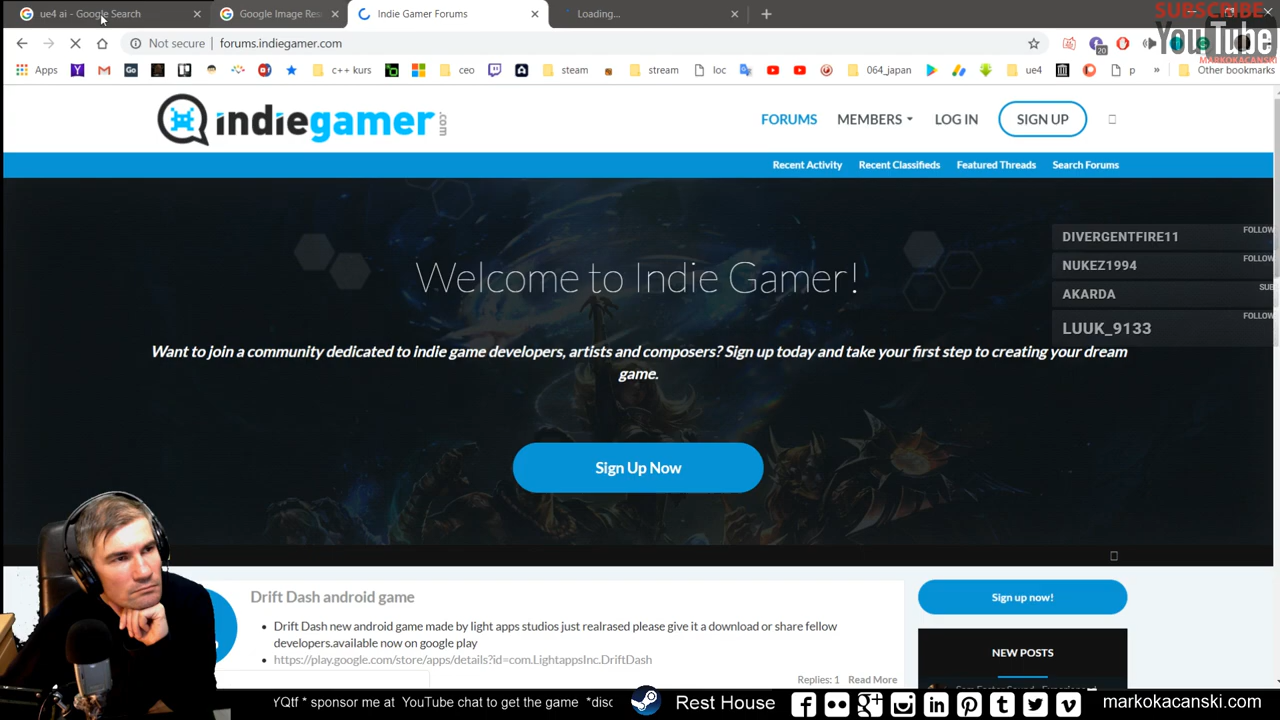 ue4 ai - Google Search
Google Image Res
Indie Gamer Forums
Loading...
SUBSCRIBE
YouTube
MARKOKACANSKI
Not secure
forums.indiegamer.com
20
Apps
c++ kurs
ceo
steam
stream
loc
064_japan
ue4
p
»
Other bookmarks
indiegamer.com
FORUMS
MEMBERS
LOG IN
SIGN UP
Recent Activity
Recent Classifieds
Featured Threads
Search Forums
DIVERGENTFIRE11
FOLLOW
NUKEZ1994
FOLLOW
AKARDA
SUB
LUUK_9133
FOLLOW
Welcome to Indie Gamer!
Want to join a community dedicated to indie game developers, artists and composers? Sign up today and take your first step to creating your dream
game.
Sign Up Now
Drift Dash android game
Drift Dash new android game made by light apps studios just realrased please give it a download or share fellow
developers.available now on google play
https://play.google.com/store/apps/details?id=com.LightappsInc.DriftDash
Replies: 1
Read More
Sign up now!
NEW POSTS
YQtf * sponsor me at YouTube chat to get the game *disc
Rest House
markokacanski.com